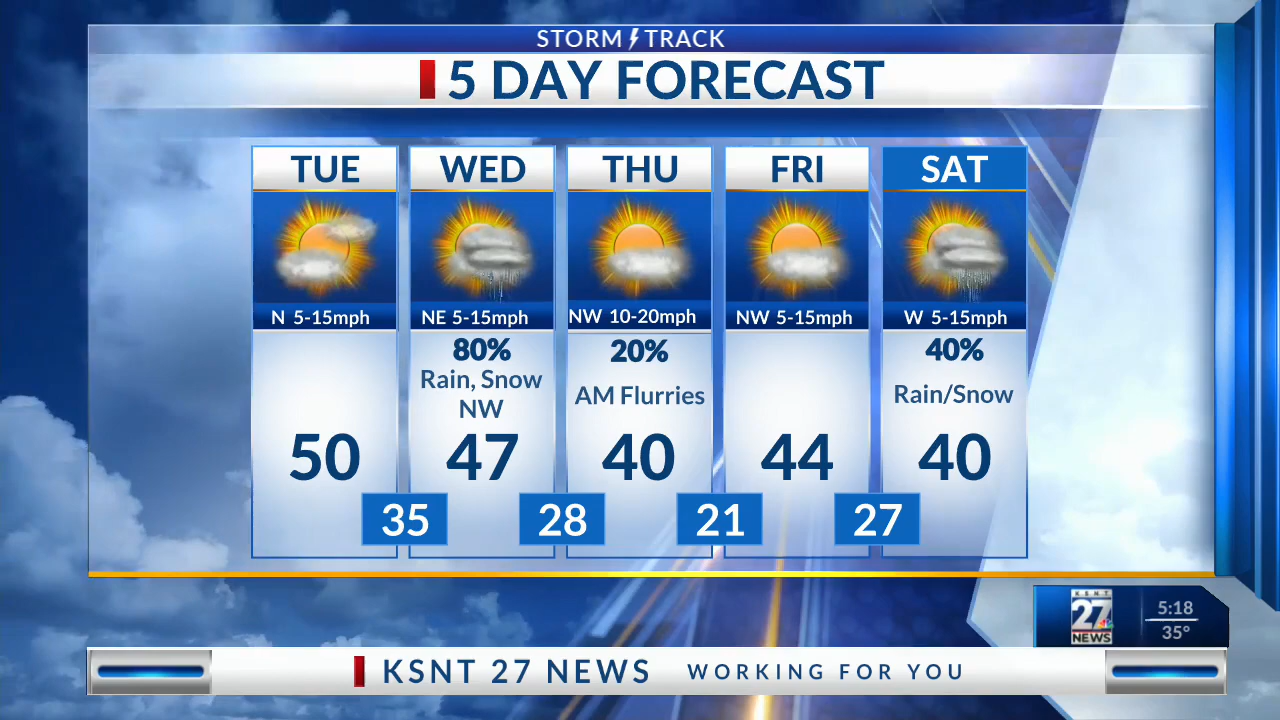 STORM TRACK
5 DAY FORECAST
TUE WED THU FRI SAT
N 5-15mph NE 5-15mph NW 10-20mph NW 5-15mph W 5-15mph
80% 20% 40%
Rain, Snow AM Flurries Rain/Snow
NW
50 47 40 44 40
35 28 21 27
KSNT
27
NEWS
5:18
35°
KSNT 27 NEWS WORKING FOR YOU